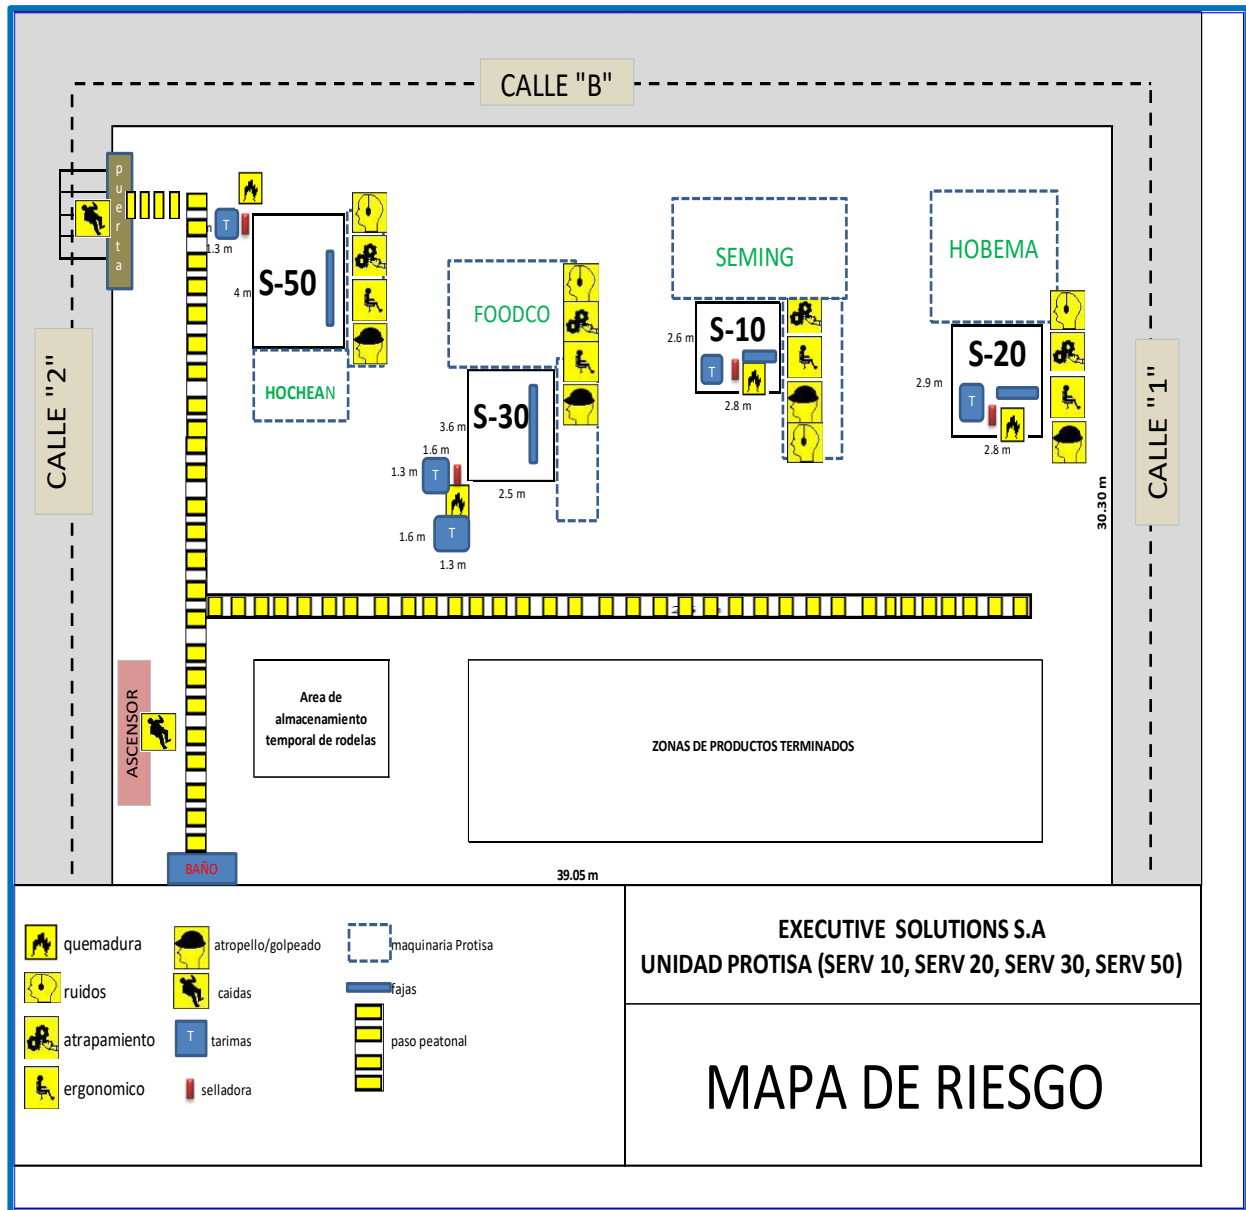 CALLE "B"
puerta
T
1.3 m
4 m
S-50
HOCHEAN
FOODCO
SEMING
HOBEMA
S-10
2.6 m
T
2.8 m
S-20
2.9 m
T
2.8 m
S-30
3.6 m
1.6 m
1.3 m
T
2.5 m
1.6 m
T
1.3 m
CALLE "2"
CALLE "1"
30.30 m
ASCENSOR
Area de
almacenamiento
temporal de rodelas
ZONAS DE PRODUCTOS TERMINADOS
BAÑO
39.05 m
quemadura
atropello/golpeado
maquinaria Protisa
ruidos
caidas
fajas
atrapamiento
T
tarimas
paso peatonal
ergonomico
selladora
EXECUTIVE SOLUTIONS S.A
UNIDAD PROTISA (SERV 10, SERV 20, SERV 30, SERV 50)
MAPA DE RIESGO